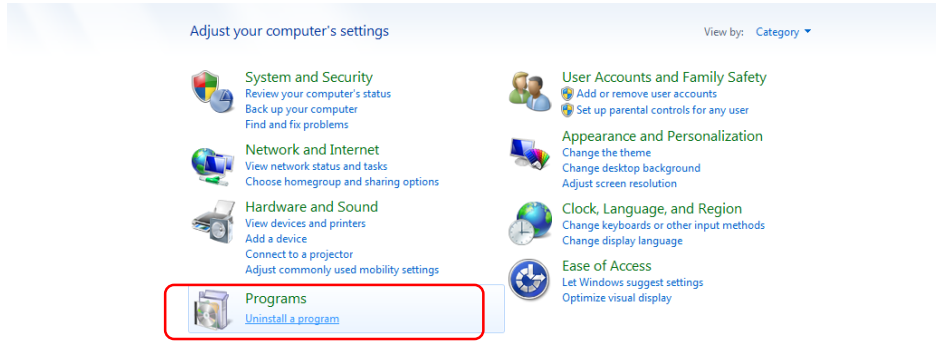 Adjust your computer's settings
View by: Category
System and Security
Review your computer's status
Back up your computer
Find and fix problems
Network and Internet
View network status and tasks
Choose homegroup and sharing options
Hardware and Sound
View devices and printers
Add a device
Connect to a projector
Adjust commonly used mobility settings
Programs
Uninstall a program
User Accounts and Family Safety
Add or remove user accounts
Set up parental controls for any user
Appearance and Personalization
Change the theme
Change desktop background
Adjust screen resolution
Clock, Language, and Region
Change keyboards or other input methods
Change display language
Ease of Access
Let Windows suggest settings
Optimize visual display